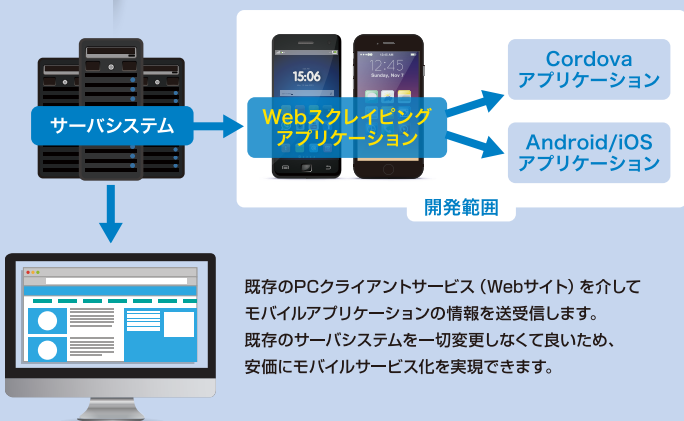 サーバシステム
Webスクレイピング
アプリケーション
15:06
12:45
Sunday, Nov 7
Cordova
アプリケーション
Android/iOS
アプリケーション
開発範囲
既存のPCクライアントサービス（Webサイト）を介して
モバイルアプリケーションの情報を送受信します。
既存のサーバシステムを一切変更しなくて良いため、
安価にモバイルサービス化を実現できます。